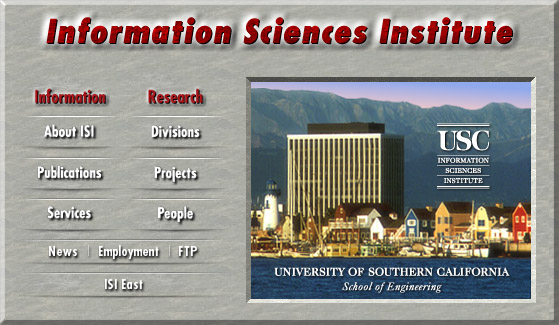 Information Sciences Institute
Information Research
About ISI Divisions
Publications Projects
Services People
News | Employment | FTP
ISI East
USC
INFORMATION
SCIENCES
INSTITUTE
UNIVERSITY OF SOUTHERN CALIFORNIA
School of Engineering